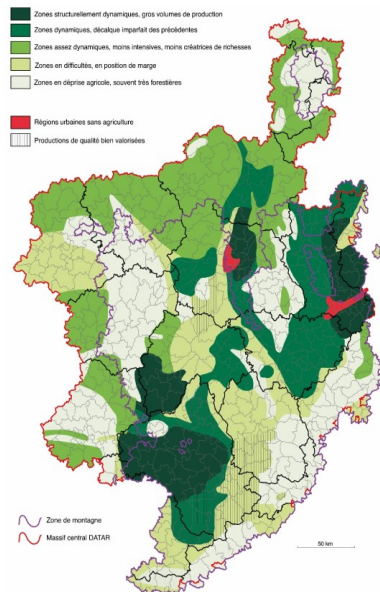 Zones structurellement dynamiques, gros volumes de production
Zones dynamiques, décalque imparfait des précédentes
Zones assez dynamiques, moins intensives, moins créatrices de richesses
Zones en difficultés, en position de marge
Zones en déprise agricole, souvent très forestières
Régions urbaines sans agriculture
Productions de qualité bien valorisées
Zone de montagne
Massif central DATAR
50 km